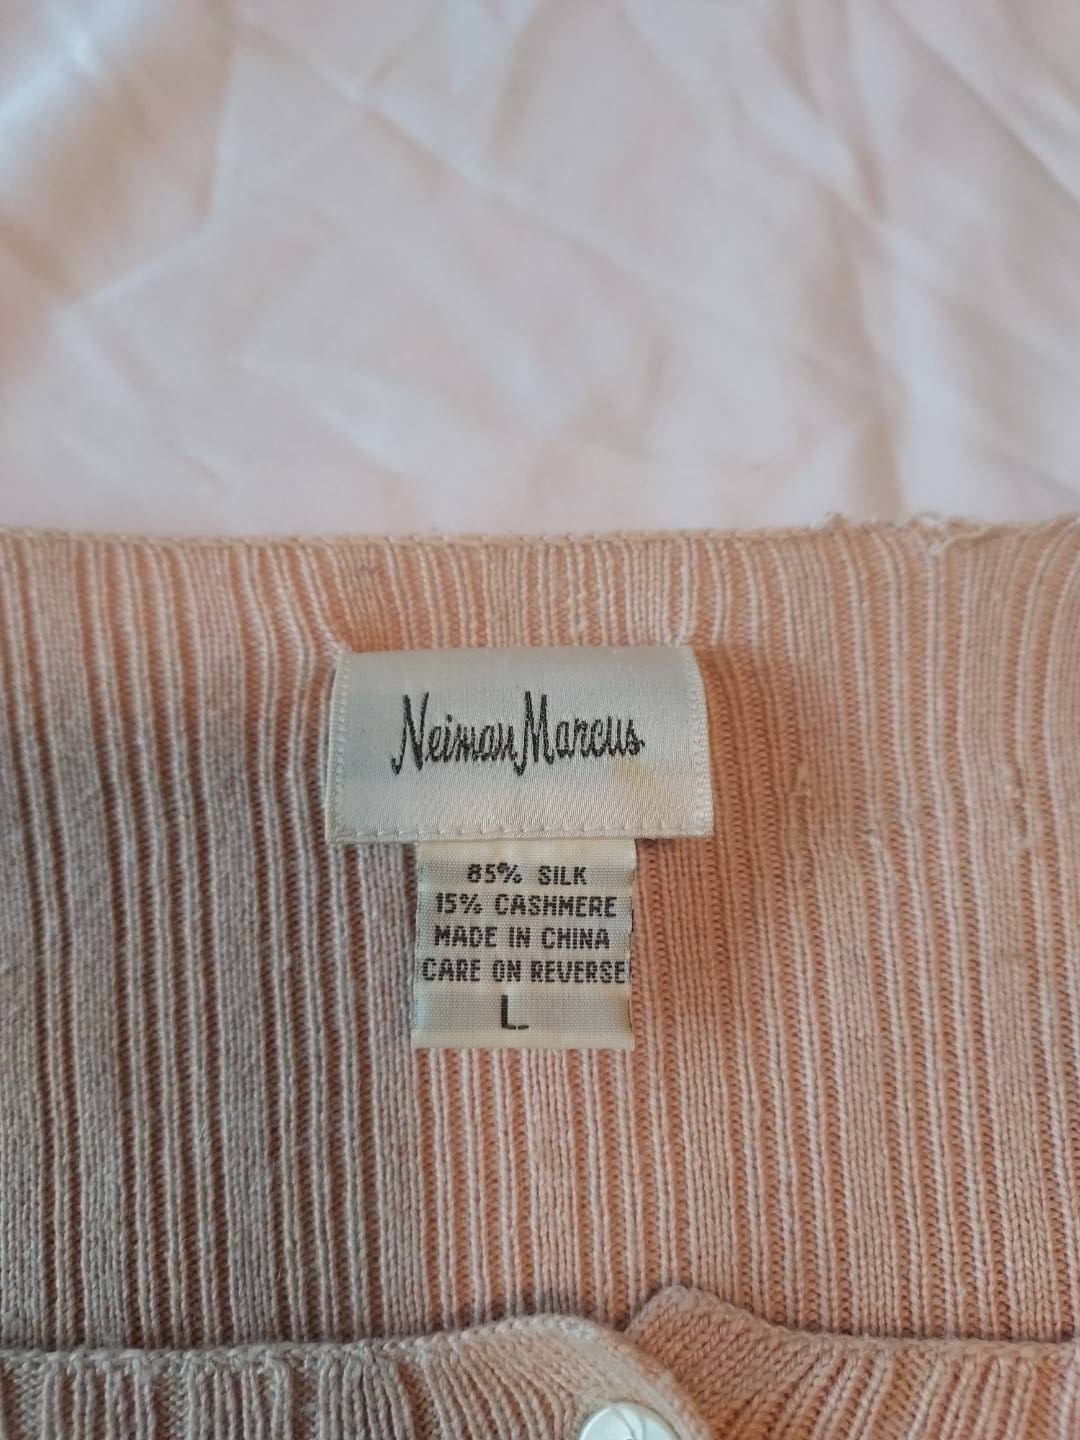 Neiman Marcus
85% SILK
15% CASHMERE
MADE IN CHINA
CARE ON REVERSE
L